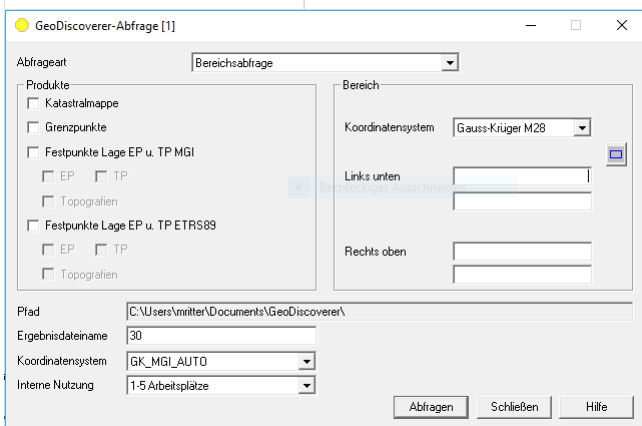 GeoDiscoverer-Abfrage [1]
Abfrageart
Bereichsabfrage
Produkte
Katastralmappe
Grenzpunkte
Festpunkte Lage EP u. TP MGI
EP TP
Topografien
Festpunkte Lage EP u. TP ETRS89
EP TP
Topografien
Bereich
Koordinatensystem Gauss-Krüger M28
Links unten
Rechteckiges Ausschneiden
Rechts oben
Pfad C:\Users\mritter\Documents\GeoDiscoverer\
Ergebnisdateiname 30
Koordinatensystem GK_MGI_AUTO
Interne Nutzung 1-5 Arbeitsplätze
Abfragen Schließen Hilfe